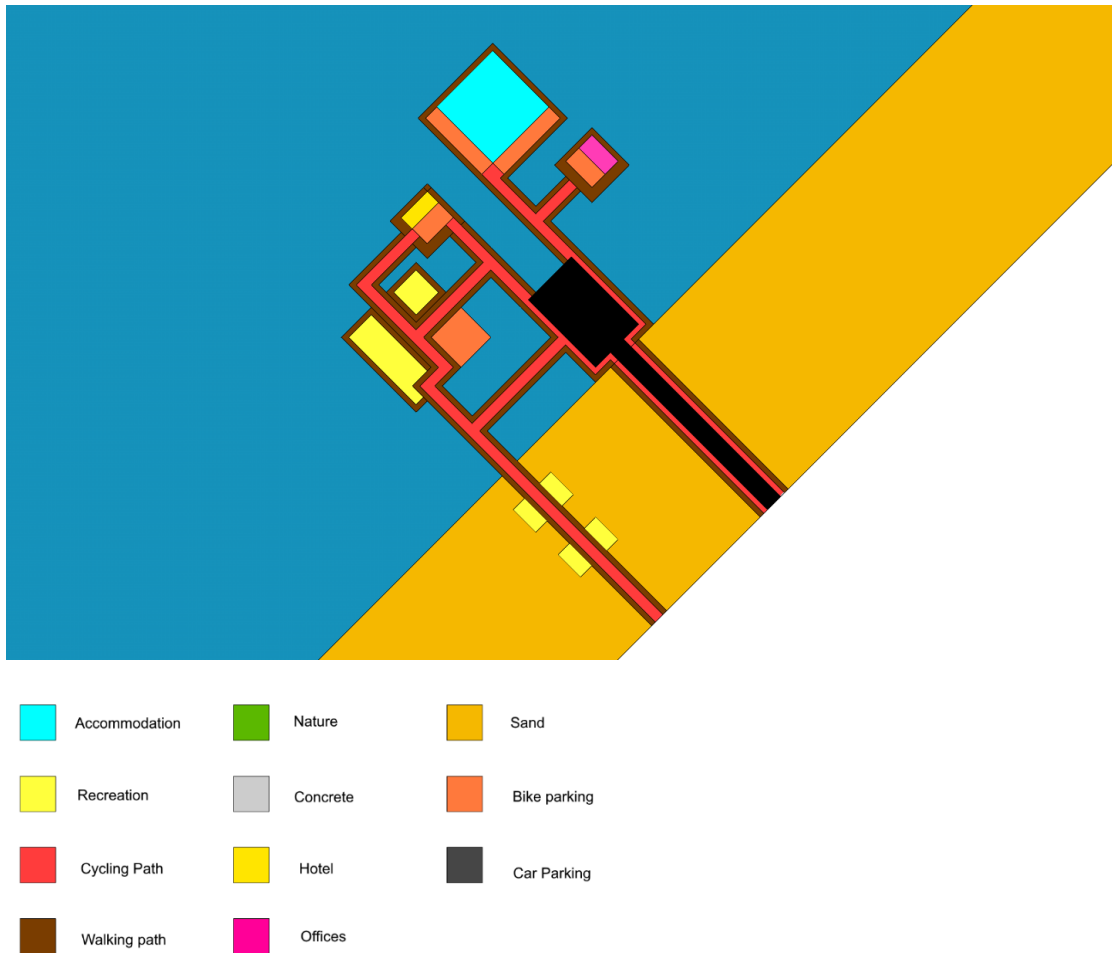 Accommodation
Nature
Sand
Recreation
Concrete
Bike parking
Cycling Path
Hotel
Car Parking
Walking path
Offices